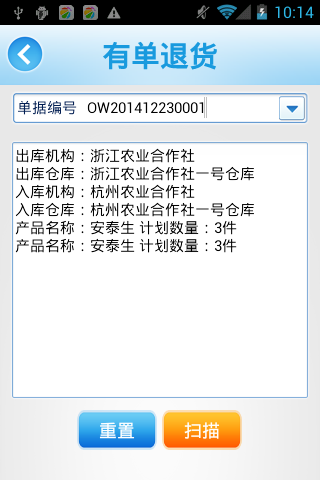 10:14
有单退货
单据编号 OW201412230001
出库机构：浙江农业合作社
出库仓库：浙江农业合作社一号仓库
入库机构：杭州农业合作社
入库仓库：杭州农业合作社一号仓库
产品名称：安泰生 计划数量：3件
产品名称：安泰生 计划数量：3件
重置 扫描